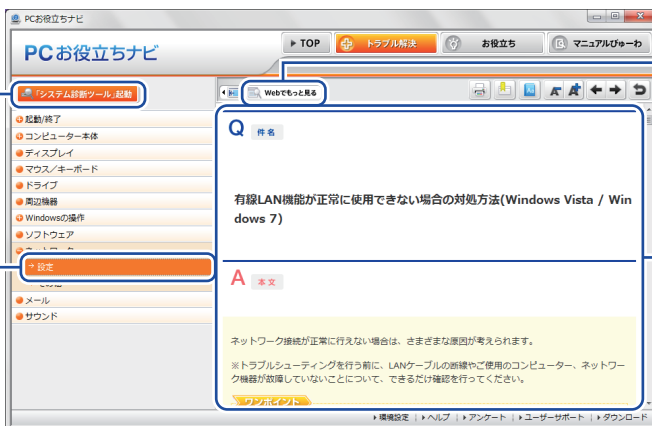 PCお役立ちナビ
PCお役立ちナビ
TOP
トラブル解決
お役立ち
マニュアルびゅーわ
「システム診断ツール」起動
Webでもっと見る
起動/終了
コンピューター本体
ディスプレイ
マウス/キーボード
ドライブ
周辺機器
Windowsの操作
ソフトウェア
ネットワーク
設定
メール
サウンド
Q 件名
有線LAN機能が正常に使用できない場合の対処方法(Windows Vista / Win
dows 7)
A 本文
ネットワーク接続が正常に行えない場合は、さまざまな原因が考えられます。
※トラブルシューティングを行う前に、LANケーブルの断線やご使用のコンピューター、ネットワー
ク機器が故障していないことについて、できるだけ確認を行ってください。
ワンポイント
環境設定 | ヘルプ | アンケート | ユーザーサポート | ダウンロード